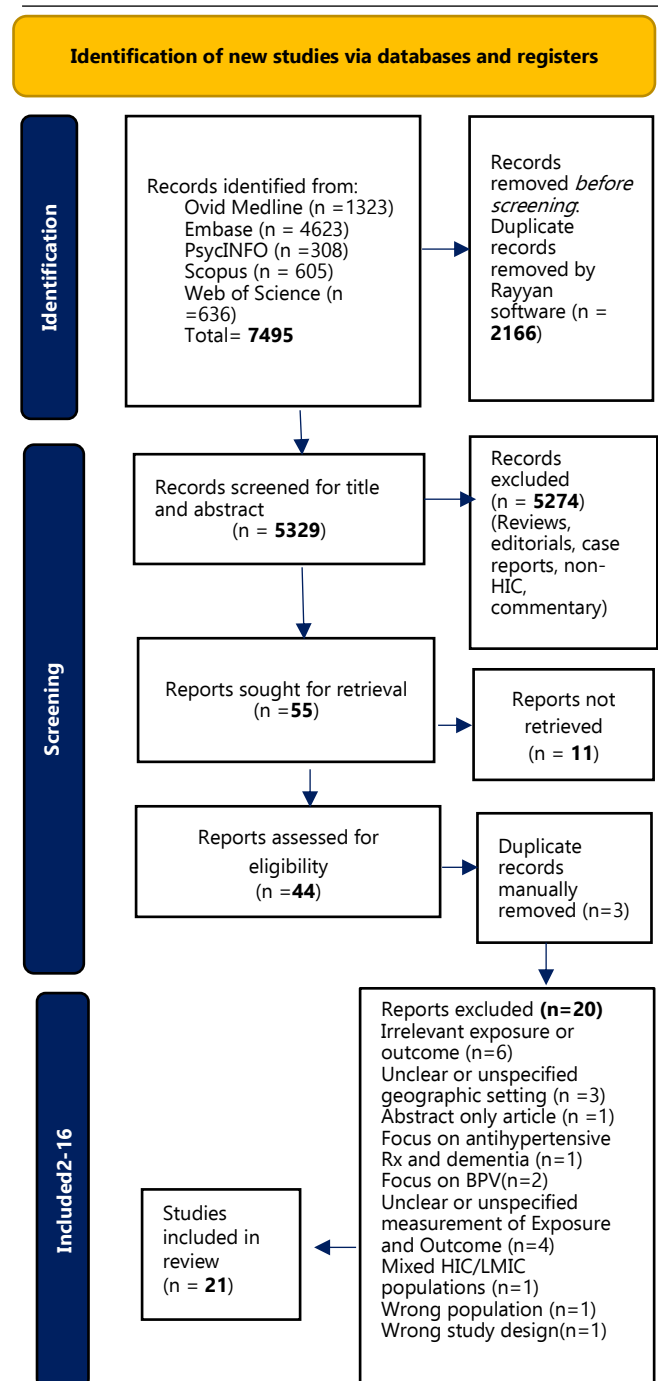 Identification of new studies via databases and registers
Identification
Records identified from:
Ovid Medline (n =1323)
Embase (n = 4623)
PsycINFO (n =308)
Scopus (n = 605)
Web of Science (n
=636)
Total= 7495
Records
removed before
screening:
Duplicate
records
removed by
Rayyan
software (n =
2166)
Screening
Records screened for title
and abstract
(n = 5329)
Records
excluded
(n = 5274)
(Reviews,
editorials, case
reports, non-
HIC,
commentary)
Reports sought for retrieval
(n =55)
Reports not
retrieved
(n = 11)
Reports assessed for
eligibility
(n =44)
Duplicate
records
manually
removed (n=3)
Included2-16
Reports excluded (n=20)
Irrelevant exposure or
outcome (n=6)
Unclear or unspecified
geographic setting (n =3)
Abstract only article (n =1)
Focus on antihypertensive
Rx and dementia (n=1)
Focus on BPV(n=2)
Unclear or unspecified
measurement of Exposure
and Outcome (n=4)
Mixed HIC/LMIC
populations (n=1)
Wrong population (n=1)
Wrong study design(n=1)
Studies
included in
review
(n = 21)